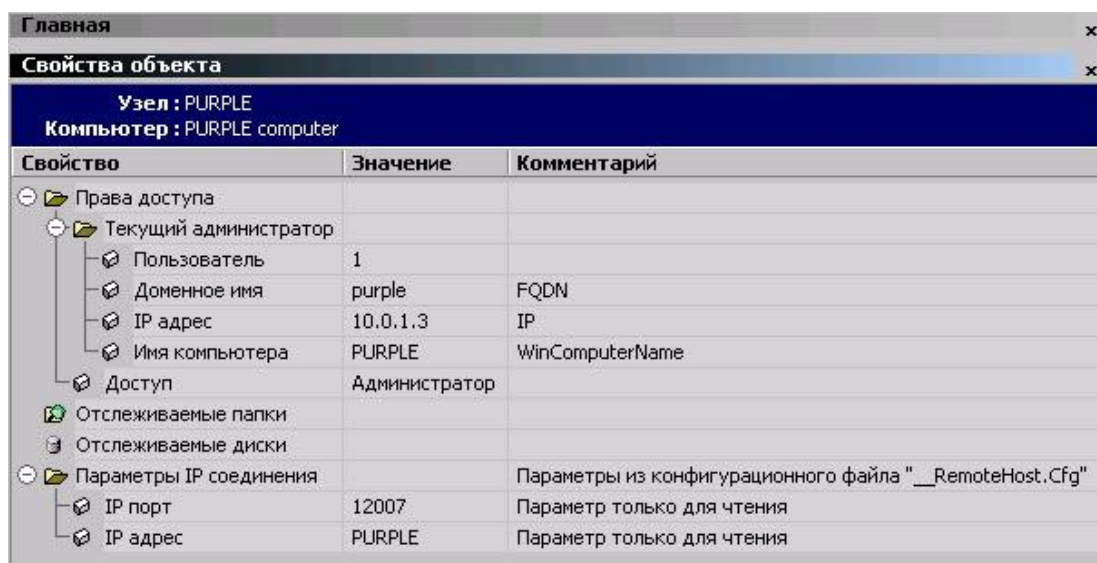 Главная
Свойства объекта
Узел : PURPLE
Компьютер : PURPLE computer
Свойство Значение Комментарий
Права доступа
Текущий администратор
Пользователь 1
Доменное имя purple FQDN
IP адрес 10.0.1.3 IP
Имя компьютера PURPLE WinComputerName
Доступ Администратор
Отслеживаемые папки
Отслеживаемые диски
Параметры IP соединения Параметры из конфигурационного файла "__RemoteHost.Cfg"
IP порт 12007 Параметр только для чтения
IP адрес PURPLE Параметр только для чтения